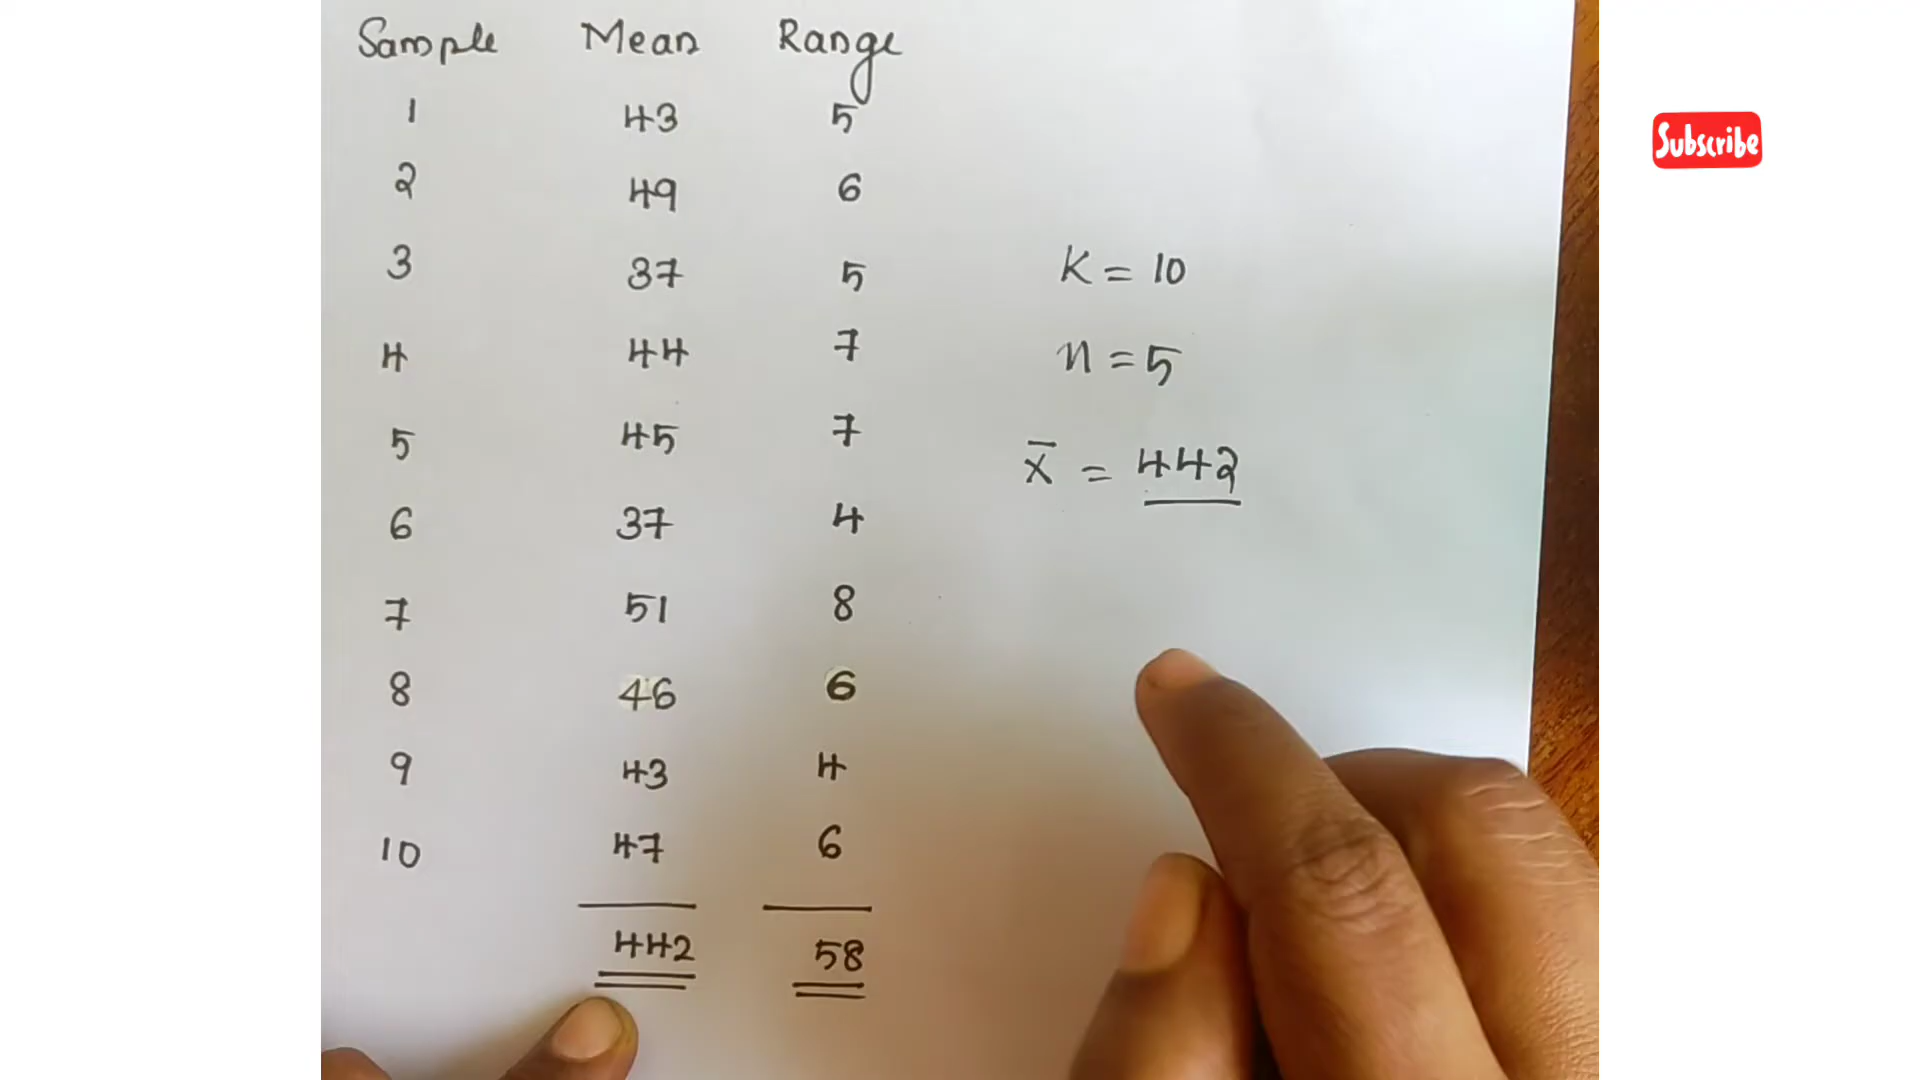 Sample Mean Range
1 43 5
2 49 6
3 37 5
4 44 7
5 45 7
6 37 4
7 51 8
8 46 6
9 43 4
10 47 6
442 58
K = 10
n = 5
x̄ = 442
Subscribe